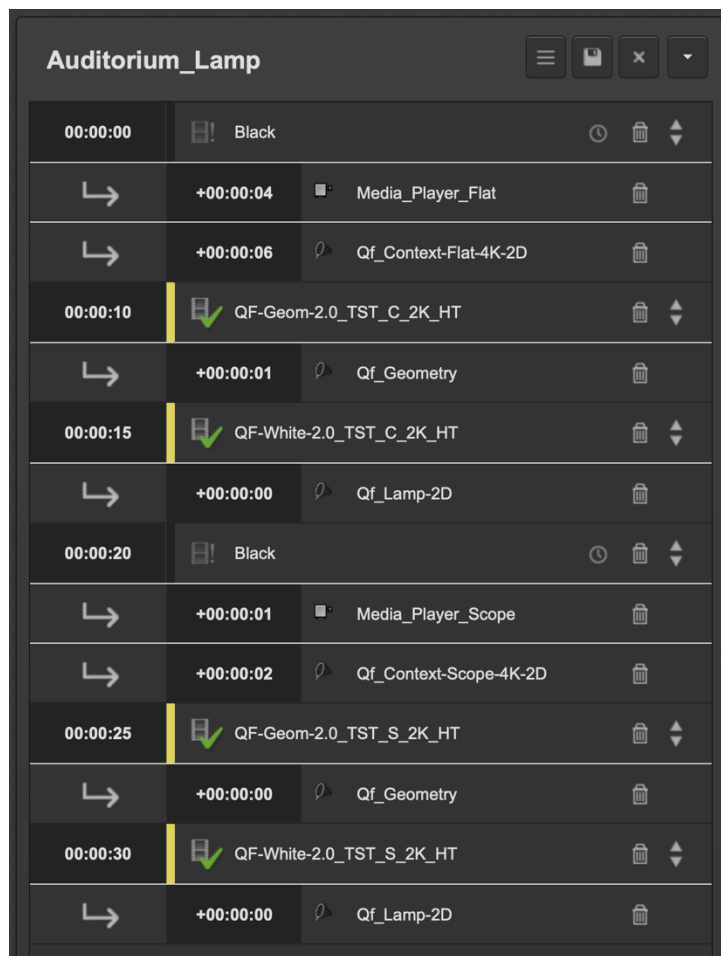 Auditorium_Lamp
00:00:00 Black
+00:00:04 Media_Player_Flat
+00:00:06 Qf_Context-Flat-4K-2D
00:00:10 QF-Geom-2.0_TST_C_2K_HT
+00:00:01 Qf_Geometry
00:00:15 QF-White-2.0_TST_C_2K_HT
+00:00:00 Qf_Lamp-2D
00:00:20 Black
+00:00:01 Media_Player_Scope
+00:00:02 Qf_Context-Scope-4K-2D
00:00:25 QF-Geom-2.0_TST_S_2K_HT
+00:00:00 Qf_Geometry
00:00:30 QF-White-2.0_TST_S_2K_HT
+00:00:00 Qf_Lamp-2D